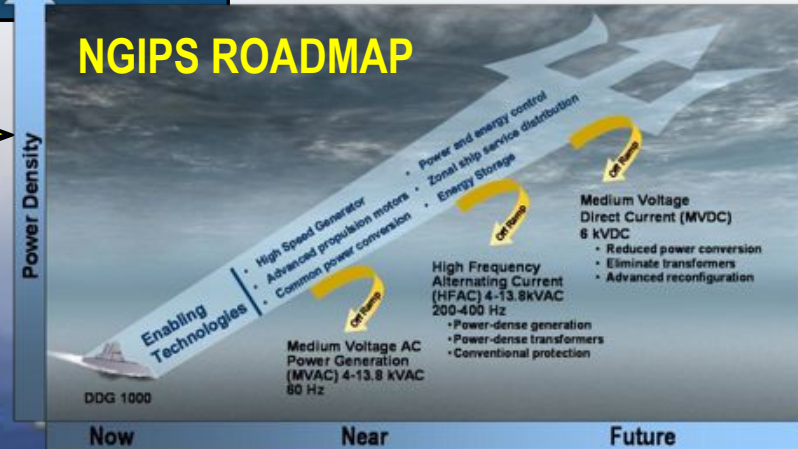 NGIPS ROADMAP
Power Density
Enabling
Technologies
• High Speed Generator
• Advanced propulsion motors
• Common power conversion
• Power and energy control
• Zonal ship service distribution
• Energy Storage
Off Ramp
Off Ramp
Off Ramp
Medium Voltage
Direct Current (MVDC)
6 kVDC
• Reduced power conversion
• Eliminate transformers
• Advanced reconfiguration
High Frequency
Alternating Current
(HFAC) 4-13.8kVAC
200-400 Hz
•Power-dense generation
•Power-dense transformers
•Conventional protection
Medium Voltage AC
Power Generation
(MVAC) 4-13.8 kVAC
60 Hz
DDG 1000
Now
Near
Future